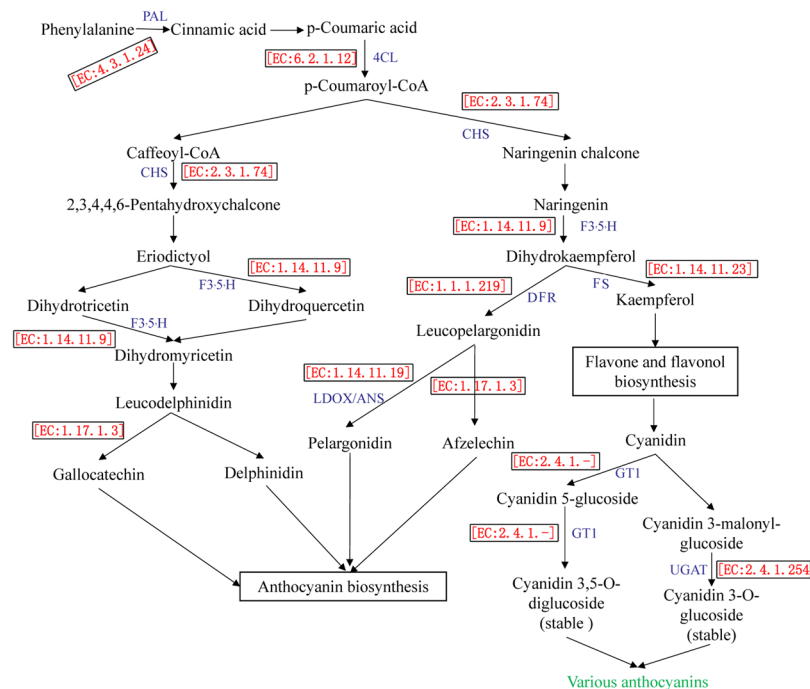 PAL
Phenylalanine
Cinnamic acid
p-Coumaric acid
[EC:4.3.1.24]
[EC:6.2.1.12]
4CL
p-Coumaroyl-CoA
[EC:2.3.1.74]
CHS
Caffeoyl-CoA
Naringenin chalcone
CHS
[EC:2.3.1.74]
2,3,4,4,6-Pentahydroxychalcone
Naringenin
[EC:1.14.11.9]
F3·5·H
Eriodictyol
Dihydrokaempferol
[EC:1.14.11.9]
[EC:1.14.11.23]
F3·5·H
[EC:1.1.1.219]
FS
Dihydrotricetin
Dihydroquercetin
DFR
Kaempferol
F3·5·H
[EC:1.14.11.9]
Leucopelargonidin
Dihydromyricetin
Flavone and flavonol
biosynthesis
[EC:1.14.11.19]
[EC:1.17.1.3]
LDOX/ANS
Leucodelphinidin
[EC:1.17.1.3]
Pelargonidin
Afzelechin
Cyanidin
[EC:2.4.1.-]
GT1
Gallocatechin
Delphinidin
Cyanidin 5-glucoside
[EC:2.4.1.-]
GT1
Cyanidin 3-malonyl-
glucoside
UGAT
[EC:2.4.1.254
Anthocyanin biosynthesis
Cyanidin 3,5-O-
diglucoside
(stable )
Cyanidin 3-O-
glucoside
(stable)
Various anthocyanins